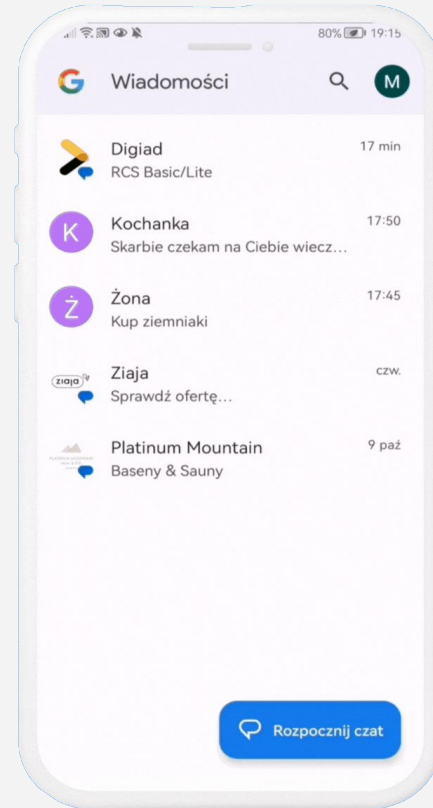 80% 19:15
G Wiadomości M
Digiad 17 min
RCS Basic/Lite
K Kochanka 17:50
Skarbie czekam na Ciebie wiecz...
Ż Żona 17:45
Kup ziemniaki
ziaja Ziaja czw.
Sprawdź ofertę...
Platinum Mountain 9 paź
Baseny & Sauny
Rozpocznij czat